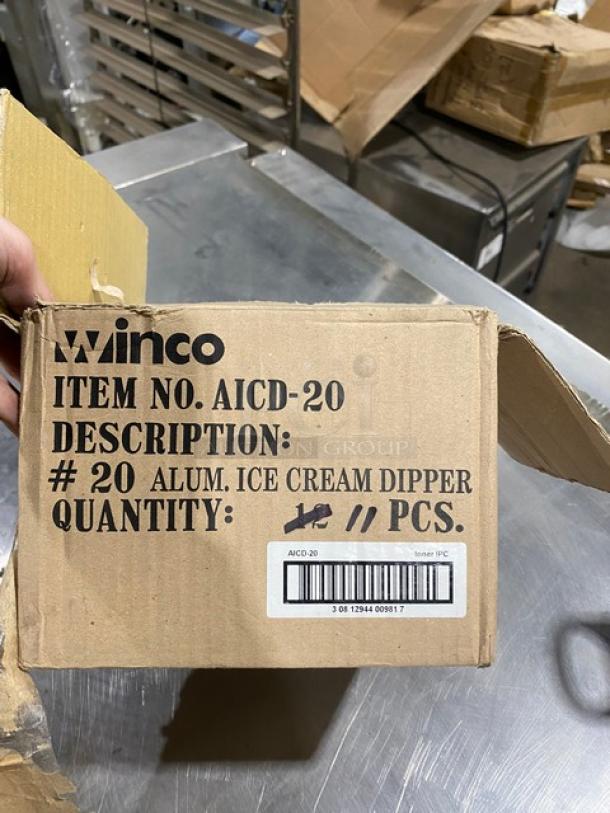 Winco
ITEM NO. AICD-20
DESCRIPTION:
# 20 ALUM. ICE CREAM DIPPER
QUANTITY: 12 11 PCS.
AICD-20 Inner IPC
3 08 12944 00981 7
GROUP